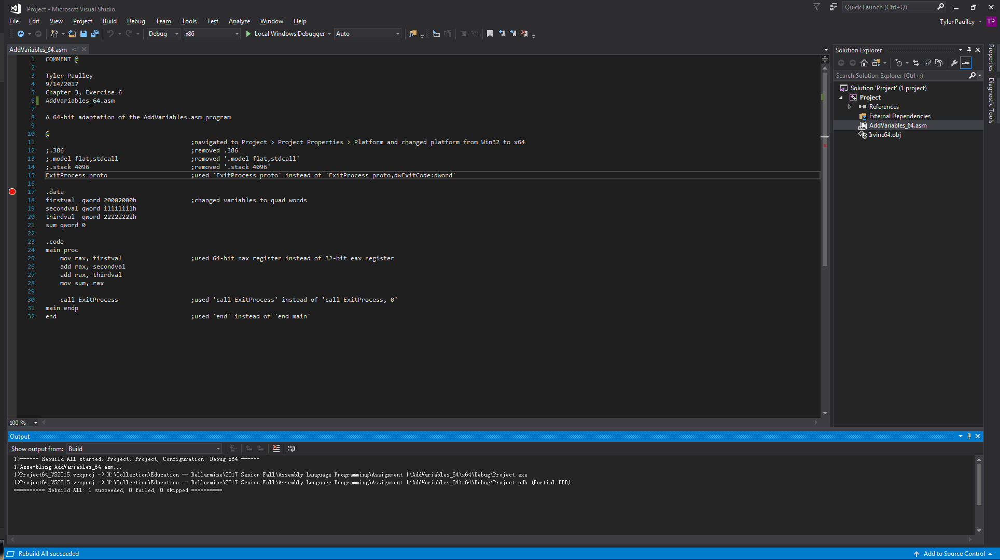 Project - Microsoft Visual Studio
Quick Launch (Ctrl+Q)
File Edit View Project Build Debug Team Tools Test Analyze Window Help
Tyler Paulley TP
Debug x86 Local Windows Debugger Auto
AddVariables_64.asm
1 COMMENT @
2
3 Tyler Paulley
4 9/14/2017
5 Chapter 3, Exercise 6
6 AddVariables_64.asm
7
8 A 64-bit adaptation of the AddVariables.asm program
9
10 @
11 ;navigated to Project > Project Properties > Platform and changed platform from Win32 to x64
12 ;.386 ;removed .386
13 ;.model flat,stdcall ;removed '.model flat,stdcall'
14 ;.stack 4096 ;removed '.stack 4096'
15 ExitProcess proto ;used 'ExitProcess proto' instead of 'ExitProcess proto,dwExitCode:dword'
16
17 .data
18 firstval qword 20002000h ;changed variables to quad words
19 secondval qword 11111111h
20 thirdval qword 22222222h
21 sum qword 0
22
23 .code
24 main proc
25 mov rax, firstval ;used 64-bit rax register instead of 32-bit eax register
26 add rax, secondval
27 add rax, thirdval
28 mov sum, rax
29
30 call ExitProcess ;used 'call ExitProcess' instead of 'call ExitProcess, 0'
31 main endp
32 end ;used 'end' instead of 'end main'
100 %
Solution Explorer
Search Solution Explorer (Ctrl+;)
Solution 'Project' (1 project)
Project
References
External Dependencies
AddVariables_64.asm
Irvine64.obj
Properties
Diagnostic Tools
Output
Show output from: Build
1>------ Rebuild All started: Project: Project, Configuration: Debug x64 ------
1>Assembling AddVariables_64.asm...
1>Project64_VS2015.vcxproj -> H:\Collection\Education -- Bellarmine\2017 Senior Fall\Assembly Language Programming\Assignment 1\AddVariables_64\x64\Debug\Project.exe
1>Project64_VS2015.vcxproj -> H:\Collection\Education -- Bellarmine\2017 Senior Fall\Assembly Language Programming\Assignment 1\AddVariables_64\x64\Debug\Project.pdb (Partial PDB)
========== Rebuild All: 1 succeeded, 0 failed, 0 skipped ==========
Rebuild All succeeded
Add to Source Control